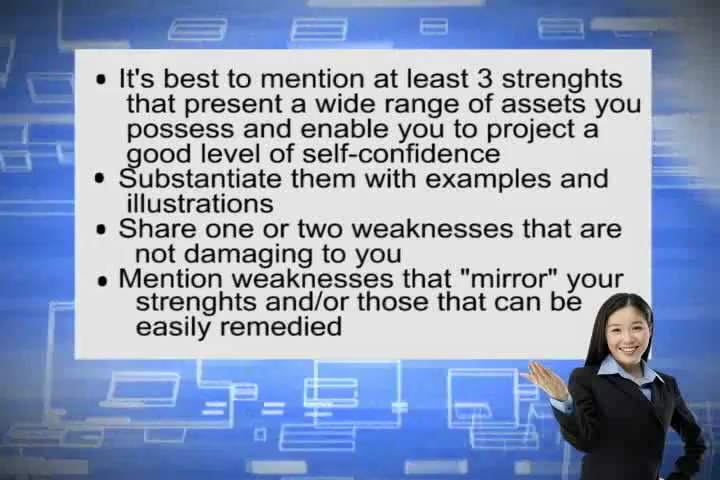 • It's best to mention at least 3 strenghts
that present a wide range of assets you
possess and enable you to project a
good level of self-confidence
• Substantiate them with examples and
illustrations
• Share one or two weaknesses that are
not damaging to you
• Mention weaknesses that "mirror" your
strenghts and/or those that can be
easily remedied